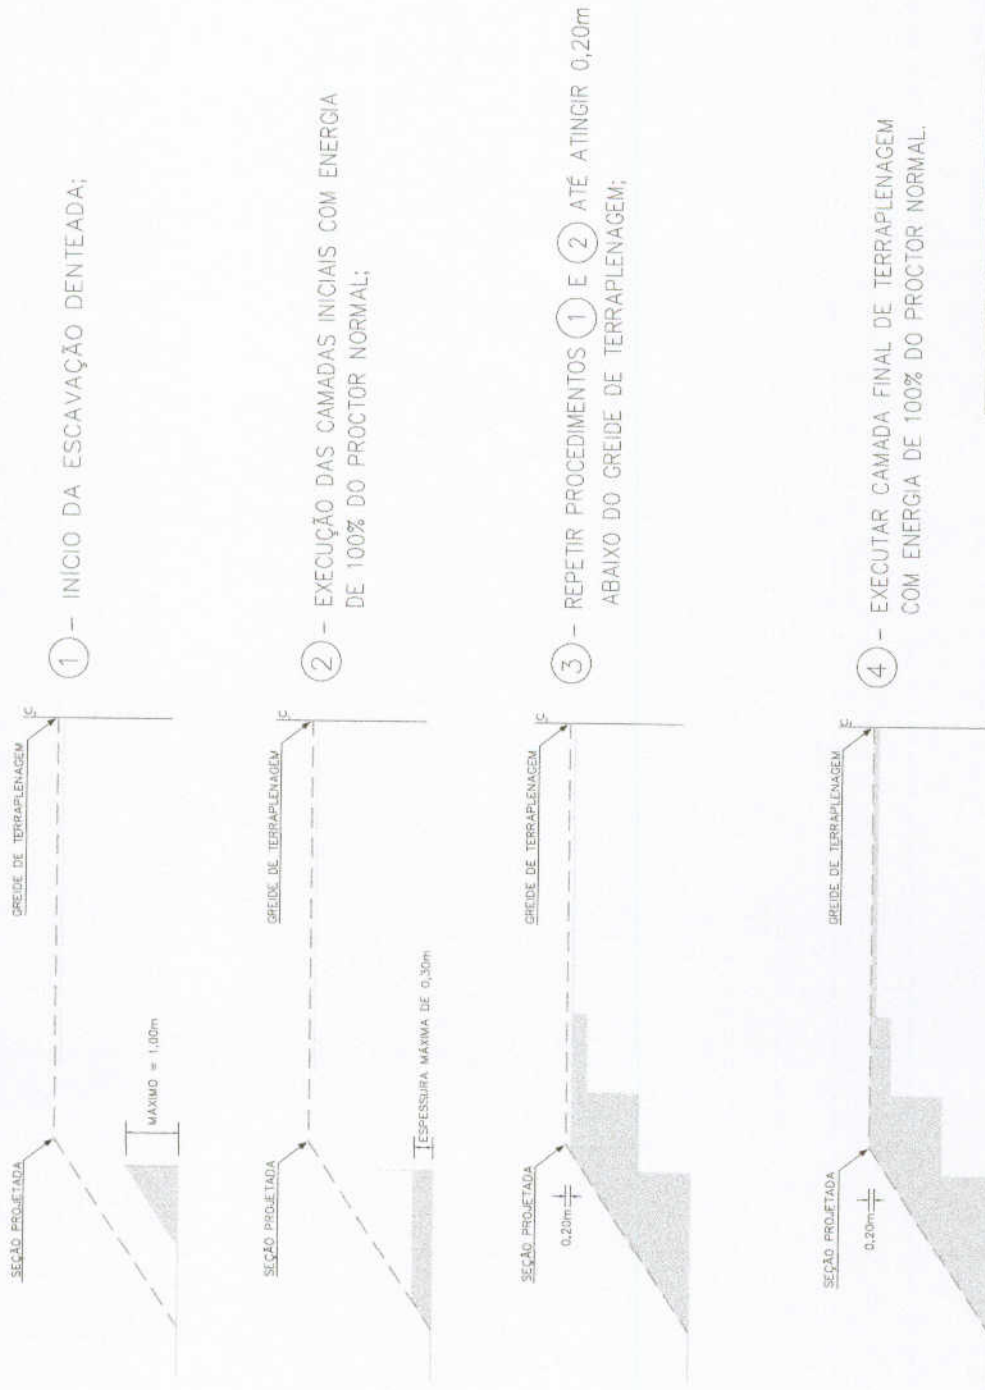 SEÇÃO PROJETADA
GREIDE DE TERRAPLENAGEM
MÁXIMO = 1,00m
1 - INÍCIO DA ESCAVAÇÃO DENTEADA;
SEÇÃO PROJETADA
GREIDE DE TERRAPLENAGEM
ESPESSURA MÁXIMA DE 0,30m
2 - EXECUÇÃO DAS CAMADAS INICIAIS COM ENERGIA
DE 100% DO PROCTOR NORMAL;
SEÇÃO PROJETADA
0,20m
GREIDE DE TERRAPLENAGEM
3 - REPETIR PROCEDIMENTOS 1 E 2 ATÉ ATINGIR 0,20m
ABAIXO DO GREIDE DE TERRAPLENAGEM;
SEÇÃO PROJETADA
0,20m
GREIDE DE TERRAPLENAGEM
4 - EXECUTAR CAMADA FINAL DE TERRAPLENAGEM
COM ENERGIA DE 100% DO PROCTOR NORMAL.